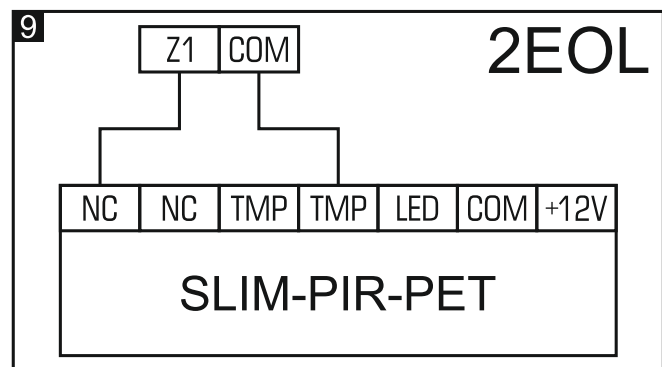 9
2EOL
Z1 COM
NC NC TMP TMP LED COM +12V
SLIM-PIR-PET